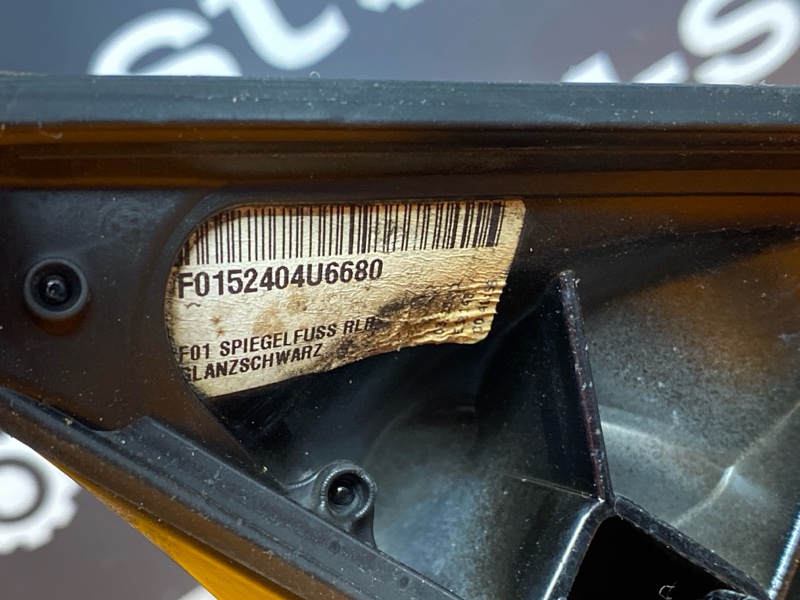 F0152404U6680
F01 SPIEGELFUSS RLR
GLANZSCHWARZ